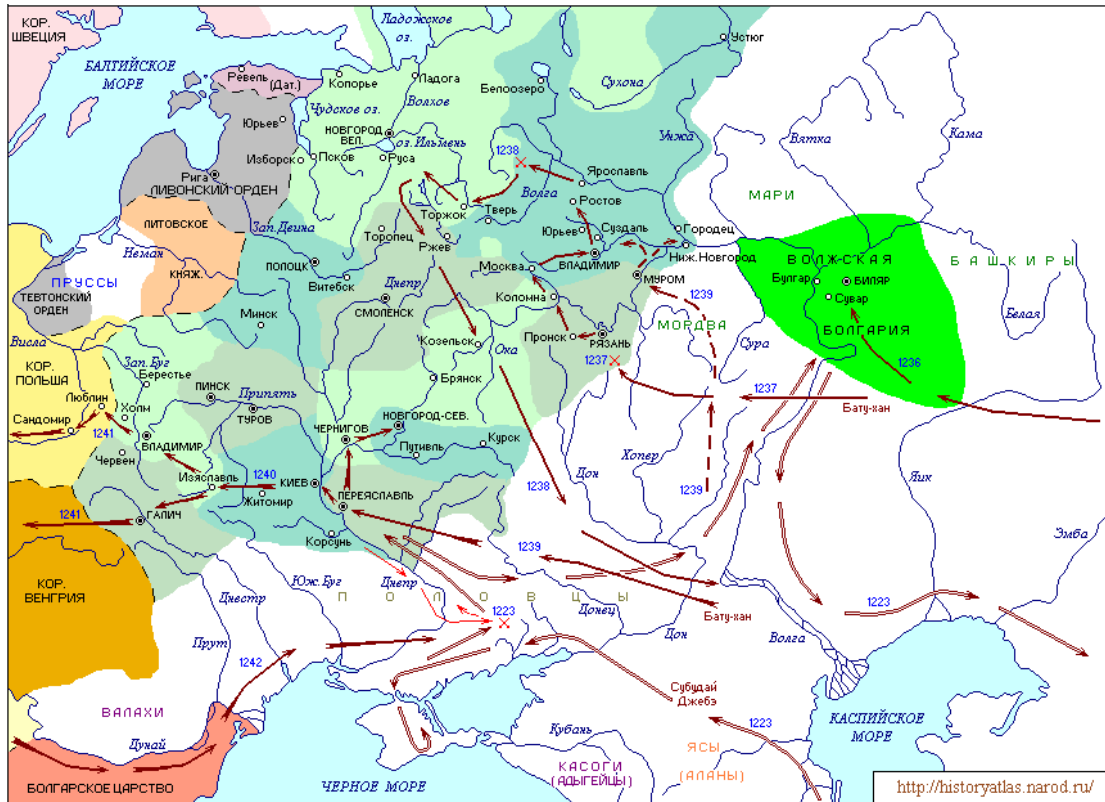 КОР.
ШВЕЦИЯ
Ладожское
оз.
Устюг
БАЛТИЙСКОЕ
МОРЕ
Ревель
(Дат.)
Копорье
Ладога
Белоозеро
Сухона
Чудское оз.
Волхов
Юрьев
НОВГОРОД
ВЕЛ.
оз.Ильмень
Унжа
Вятка
Кама
Изборск
Псков
Руса
1238
Рига
ЛИВОНСКИЙ ОРДЕН
Ярославль
Волга
Ростов
МАРИ
Торжок
Тверь
ЛИТОВСКОЕ
Зап.Двина
Торопец
Ржев
Юрьев
Суздаль
Городец
Неман
КНЯЖ.
ПОЛОЦК
Витебск
Москва
ВЛАДИМИР
Ниж.Новгород
ВОЛЖСКАЯ
БАШКИРЫ
ПРУССЫ
ТЕВТОНСКИЙ
ОРДЕН
Днепр
СМОЛЕНСК
Коломна
МУРОМ
1239
Булгар
БИЛЯР
Сувар
Белая
Минск
МОРДВА
БОЛГАРИЯ
Висла
Козельск
Ока
Пронск
РЯЗАНЬ
1237
Сура
1236
КОР.
ПОЛЬША
Зап.Буг
Берестье
ПИНСК
Припять
Брянск
1237
Бату-хан
Люблин
Холм
ТУРОВ
НОВГОРОД-СЕВ.
Сандомир
1241
ВЛАДИМИР
ЧЕРНИГОВ
Путивль
Курск
Червен
Изяславль
1240
КИЕВ
Дон
Хопер
Яик
Житомир
ПЕРЕЯСЛАВЛЬ
1238
1239
1241
ГАЛИЧ
Корсунь
1239
Эмба
КОР.
ВЕНГРИЯ
Днестр
Юж.Буг
Днепр
ПОЛОВЦЫ
Донец
1223
1223
Бату-хан
Дон
Волга
Прут
1242
Субудай
Джебэ
ВАЛАХИ
1223
КАСПИЙСКОЕ
МОРЕ
Дунай
Кубань
ЯСЫ
(АЛАНЫ)
КАСОГИ
(АДЫГЕЙЦЫ)
БОЛГАРСКОЕ ЦАРСТВО
ЧЕРНОЕ МОРЕ
http://historyatlas.narod.ru/